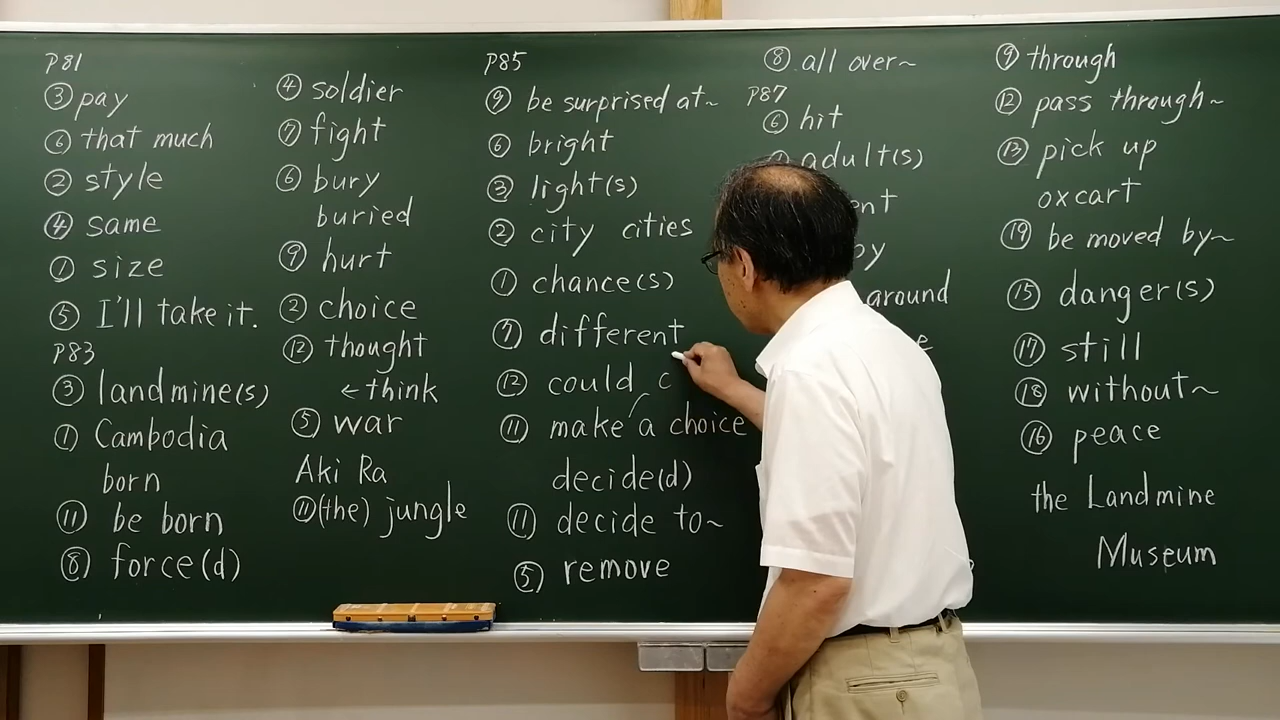 P81
③ pay
⑥ that much
② style
④ same
① size
⑤ I'll take it.
P83
③ landmine(s)
① Cambodia
born
⑪ be born
⑧ force(d)
④ soldier
⑦ fight
⑥ bury
buried
⑨ hurt
② choice
⑫ thought
← think
⑤ war
Aki Ra
⑪ (the) jungle
P85
⑨ be surprised at~
⑥ bright
③ light(s)
② city cities
① chance(s)
⑦ different
⑫ could c
⑪ make a choice
decide(d)
⑪ decide to~
⑤ remove
⑧ all over~
P87
⑥ hit
adult(s)
around
⑨ through
⑫ pass through~
⑬ pick up
oxcart
⑲ be moved by~
⑮ danger(s)
⑰ still
⑱ without~
⑯ peace
the Landmine
Museum